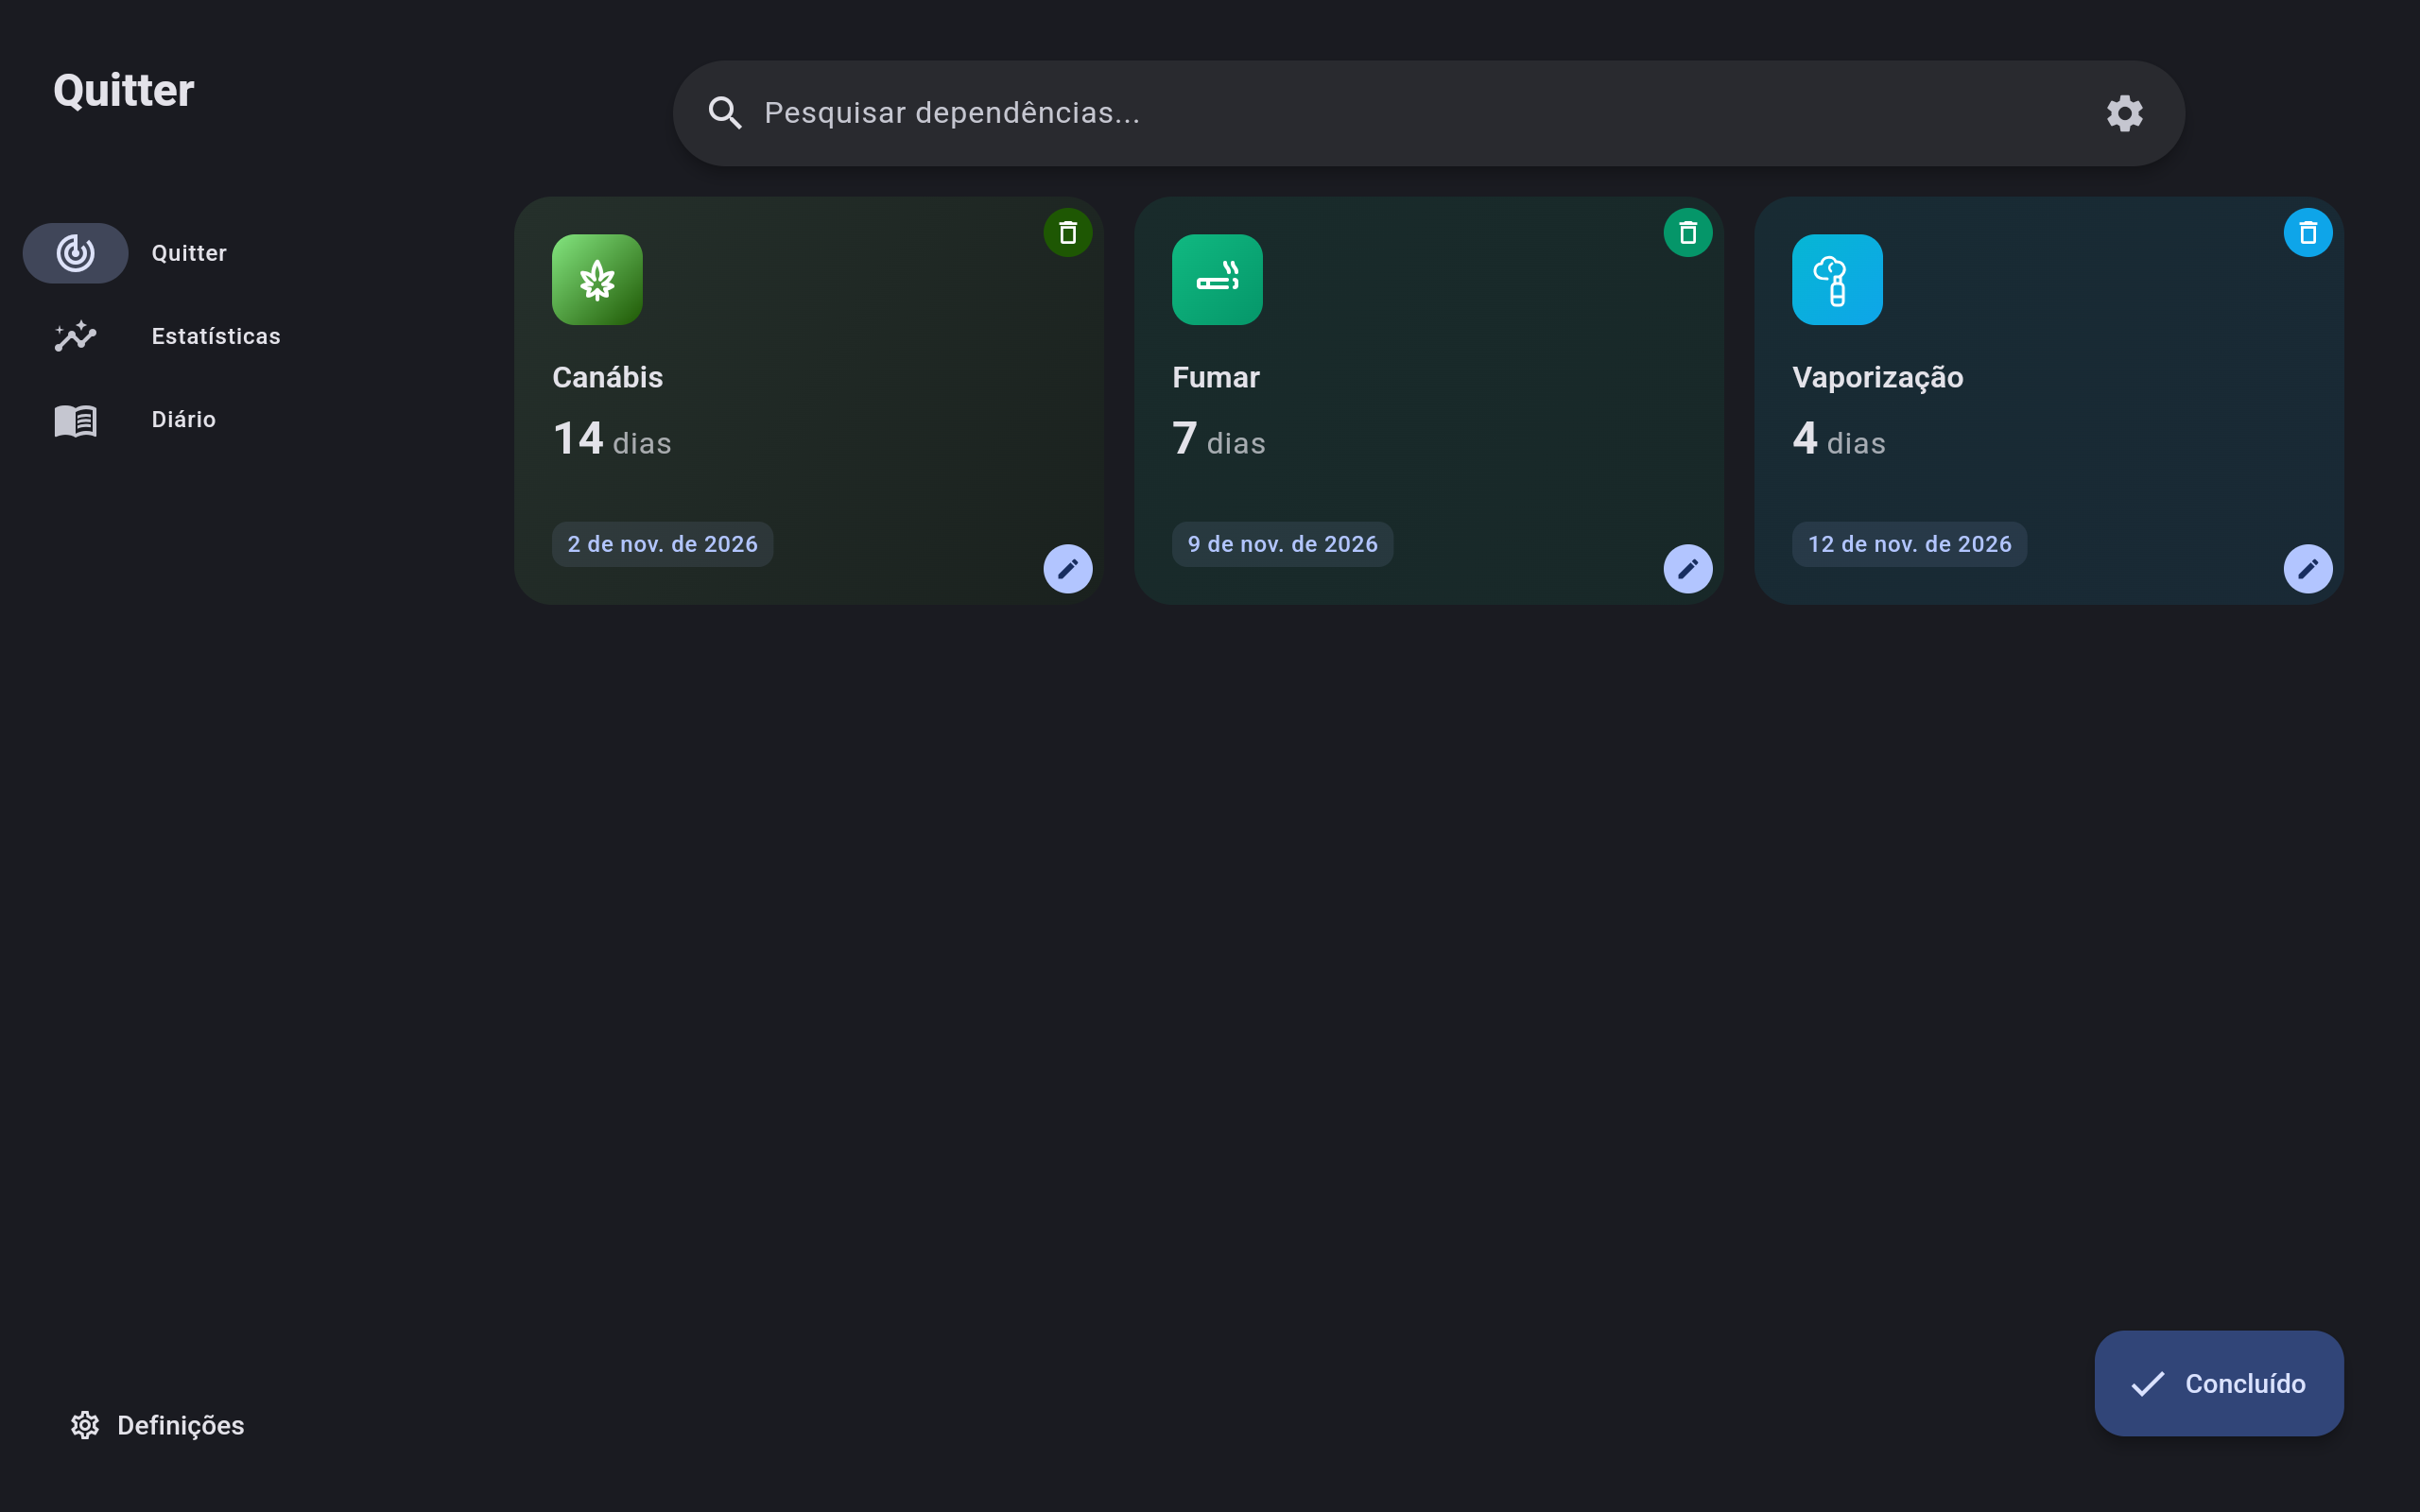 Quitter
Pesquisar dependências...
Quitter
Estatísticas
Diário
Canábis
14 dias
2 de nov. de 2026
Fumar
7 dias
9 de nov. de 2026
Vaporização
4 dias
12 de nov. de 2026
Concluído
Definições